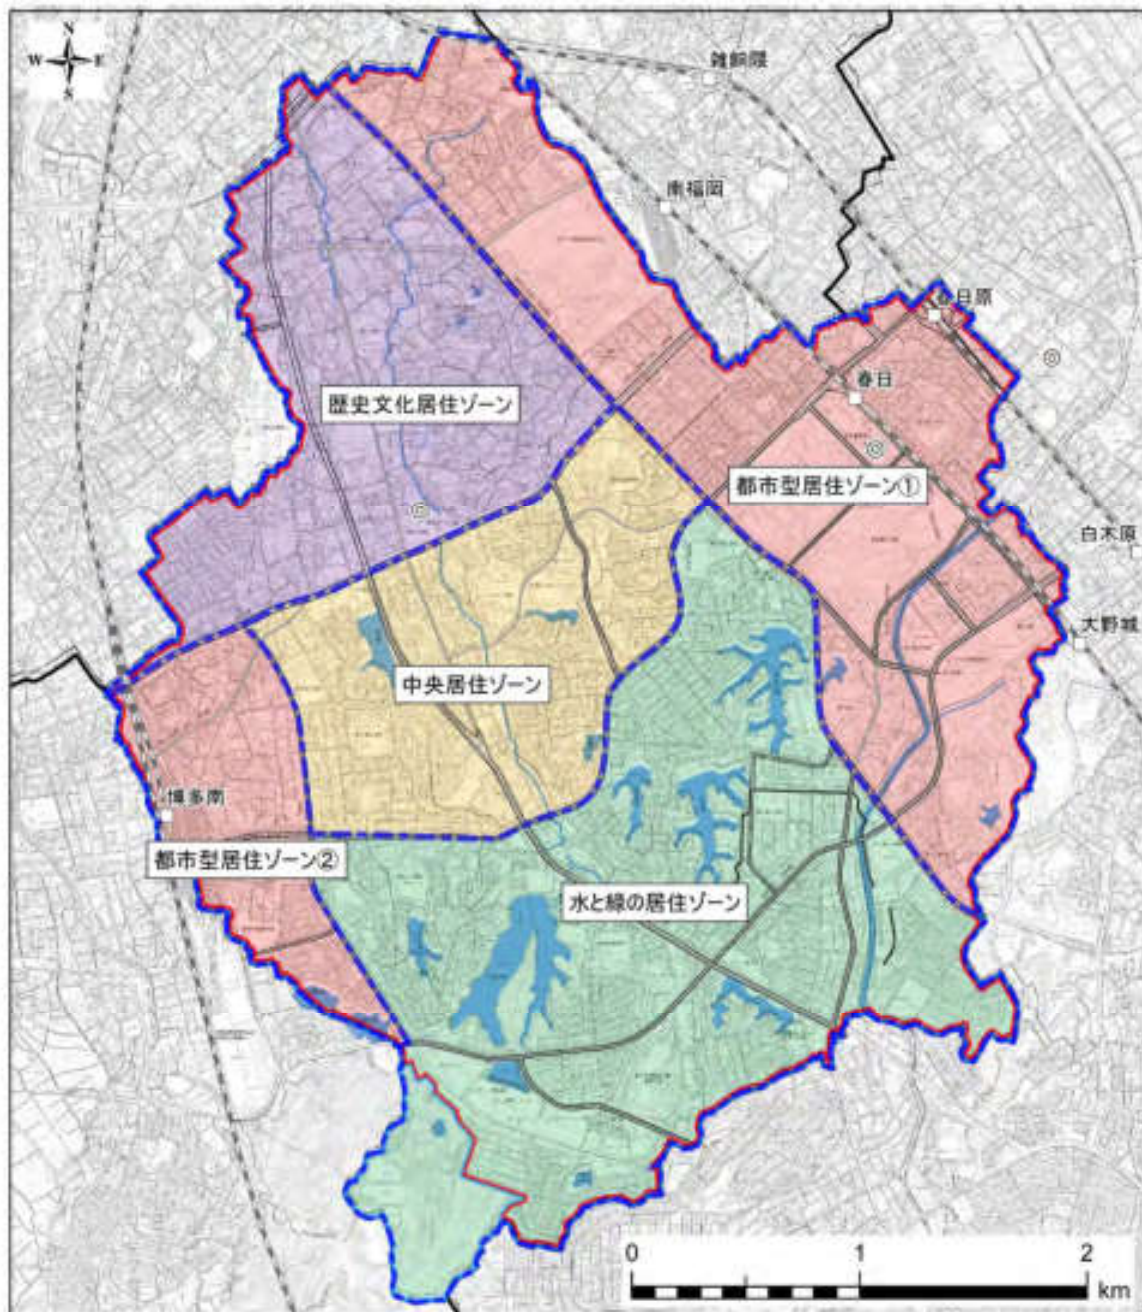 N
W E
S
雑餉隈
南福岡
春日原
春日
歴史文化居住ゾーン
都市型居住ゾーン①
白木原
大野城
中央居住ゾーン
博多南
都市型居住ゾーン②
水と緑の居住ゾーン
0 1 2
km